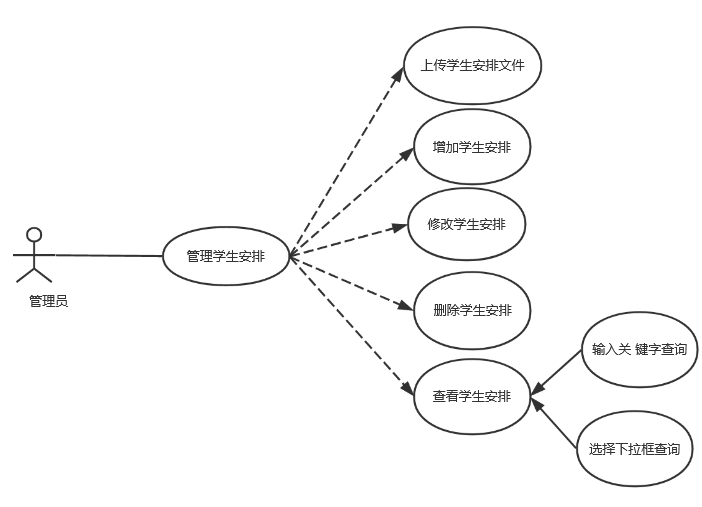 上传学生安排文件
增加学生安排
修改学生安排
管理学生安排
管理员
删除学生安排
输入关 键字查询
查看学生安排
选择下拉框查询